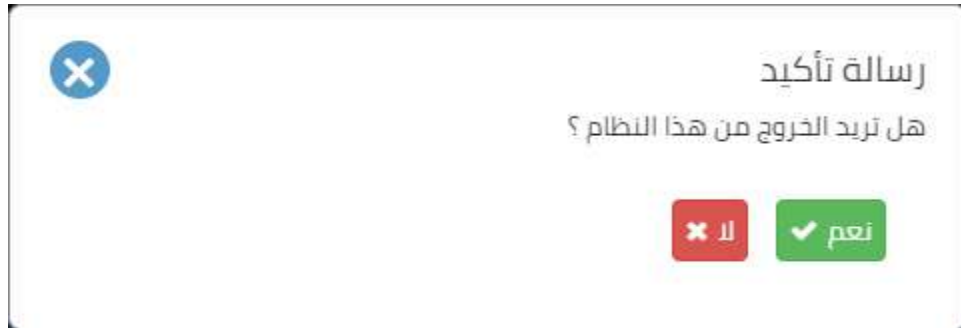 رسالة تأكيد
هل تريد الخروج من هذا النظام ؟
نعم لا